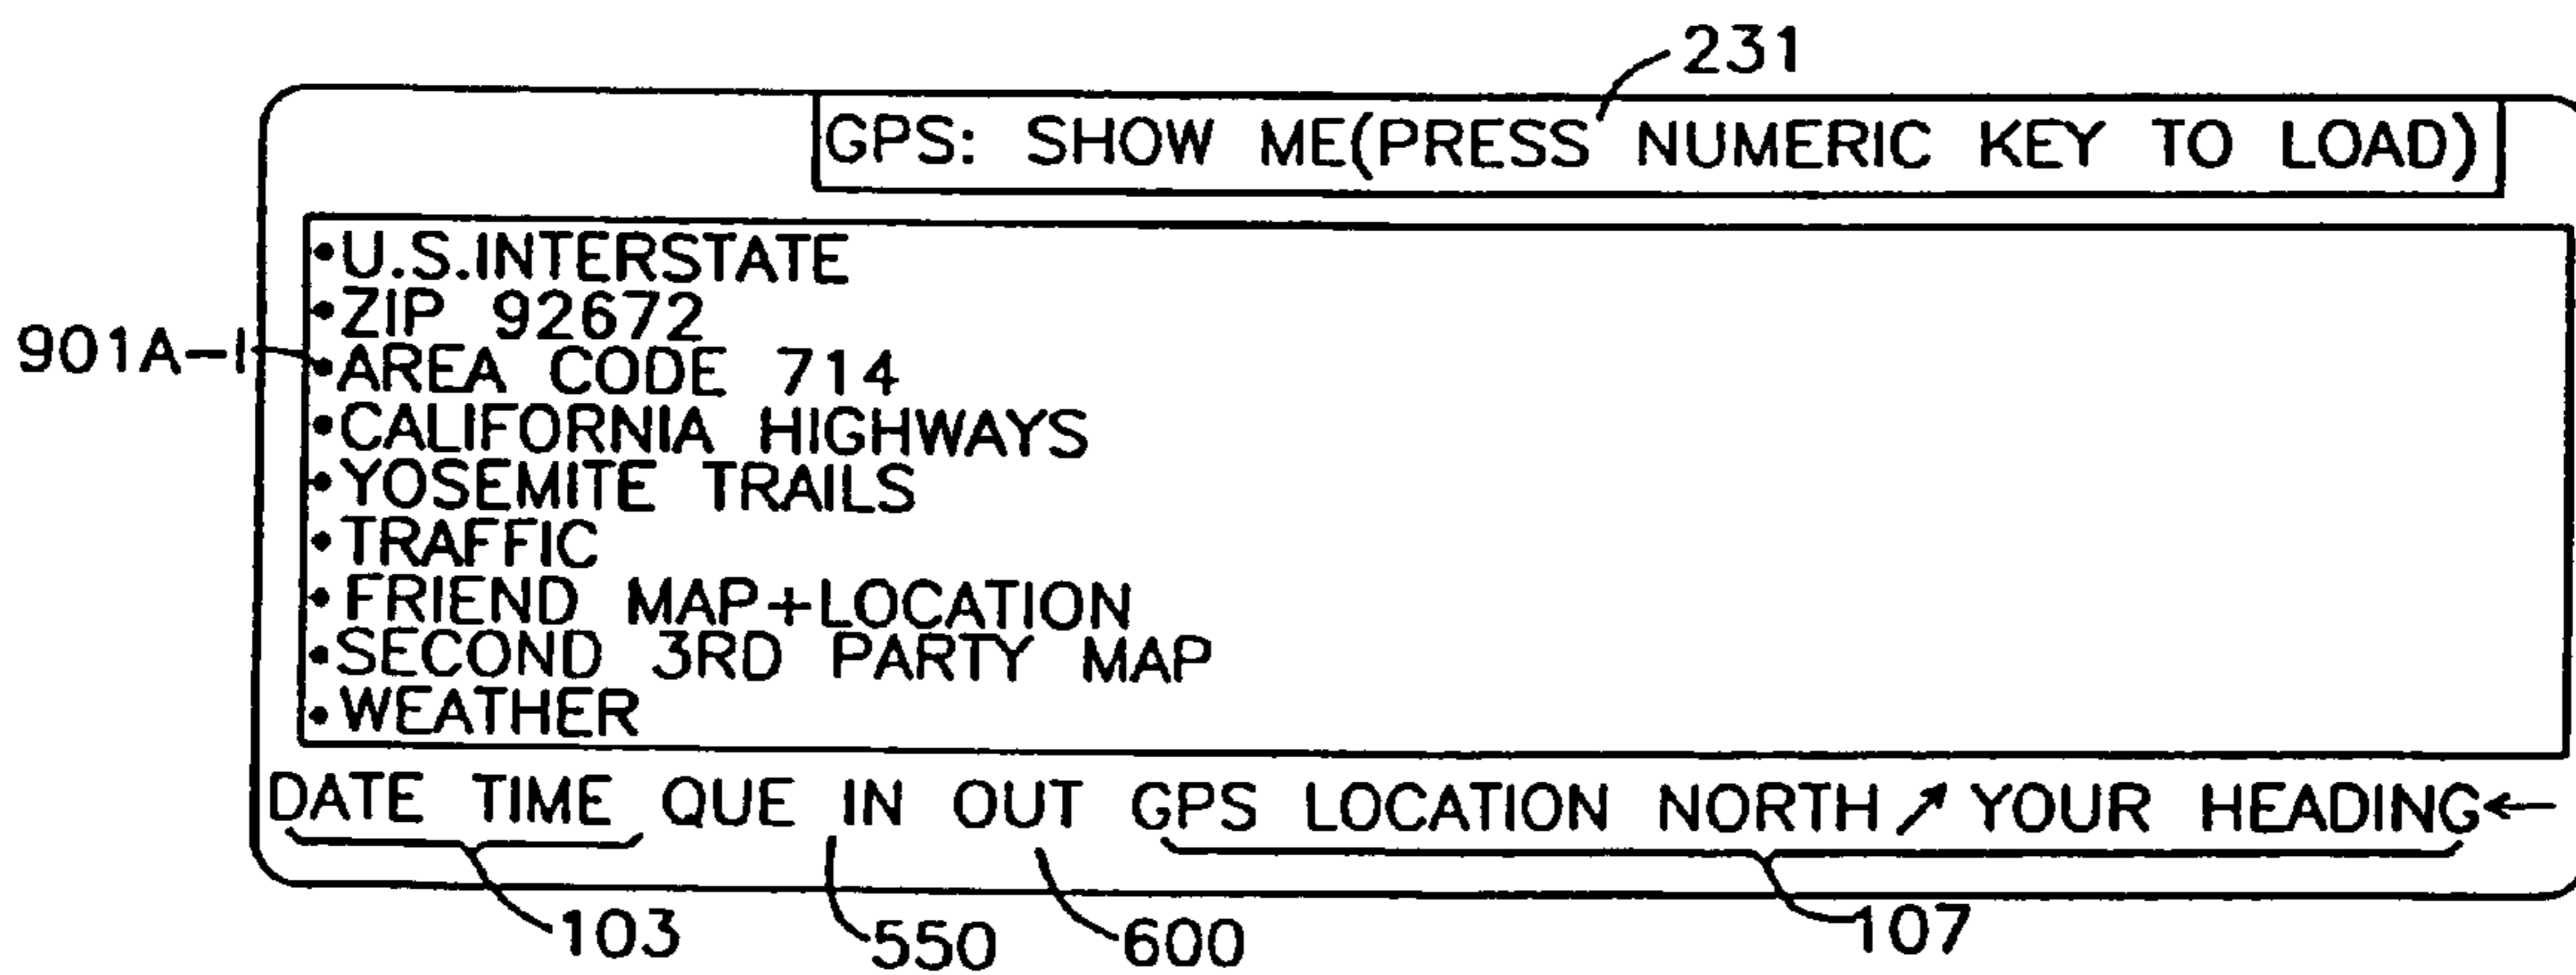 231
GPS: SHOW ME(PRESS NUMERIC KEY TO LOAD)
•U.S.INTERSTATE
•ZIP 92672
901A-I
•AREA CODE 714
•CALIFORNIA HIGHWAYS
•YOSEMITE TRAILS
•TRAFFIC
•FRIEND MAP+LOCATION
•SECOND 3RD PARTY MAP
•WEATHER
DATE TIME QUE IN OUT GPS LOCATION NORTH ↗ YOUR HEADING←
103 550 600 107